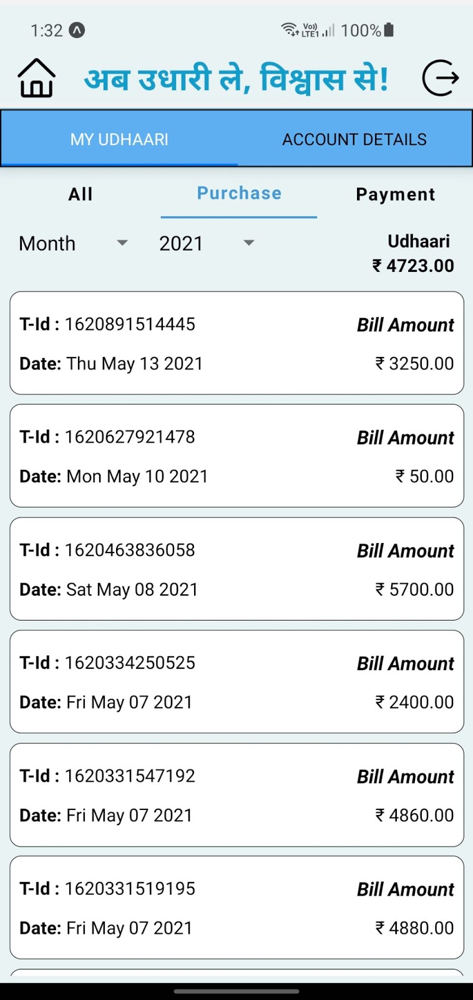 1:32 Vo)) LTE1 100%
अब उधारी ले, विश्वास से!
MY UDHAARI ACCOUNT DETAILS
All Purchase Payment
Month 2021 Udhaari
₹ 4723.00
T-Id : 1620891514445 Bill Amount
Date: Thu May 13 2021 ₹ 3250.00
T-Id : 1620627921478 Bill Amount
Date: Mon May 10 2021 ₹ 50.00
T-Id : 1620463836058 Bill Amount
Date: Sat May 08 2021 ₹ 5700.00
T-Id : 1620334250525 Bill Amount
Date: Fri May 07 2021 ₹ 2400.00
T-Id : 1620331547192 Bill Amount
Date: Fri May 07 2021 ₹ 4860.00
T-Id : 1620331519195 Bill Amount
Date: Fri May 07 2021 ₹ 4880.00